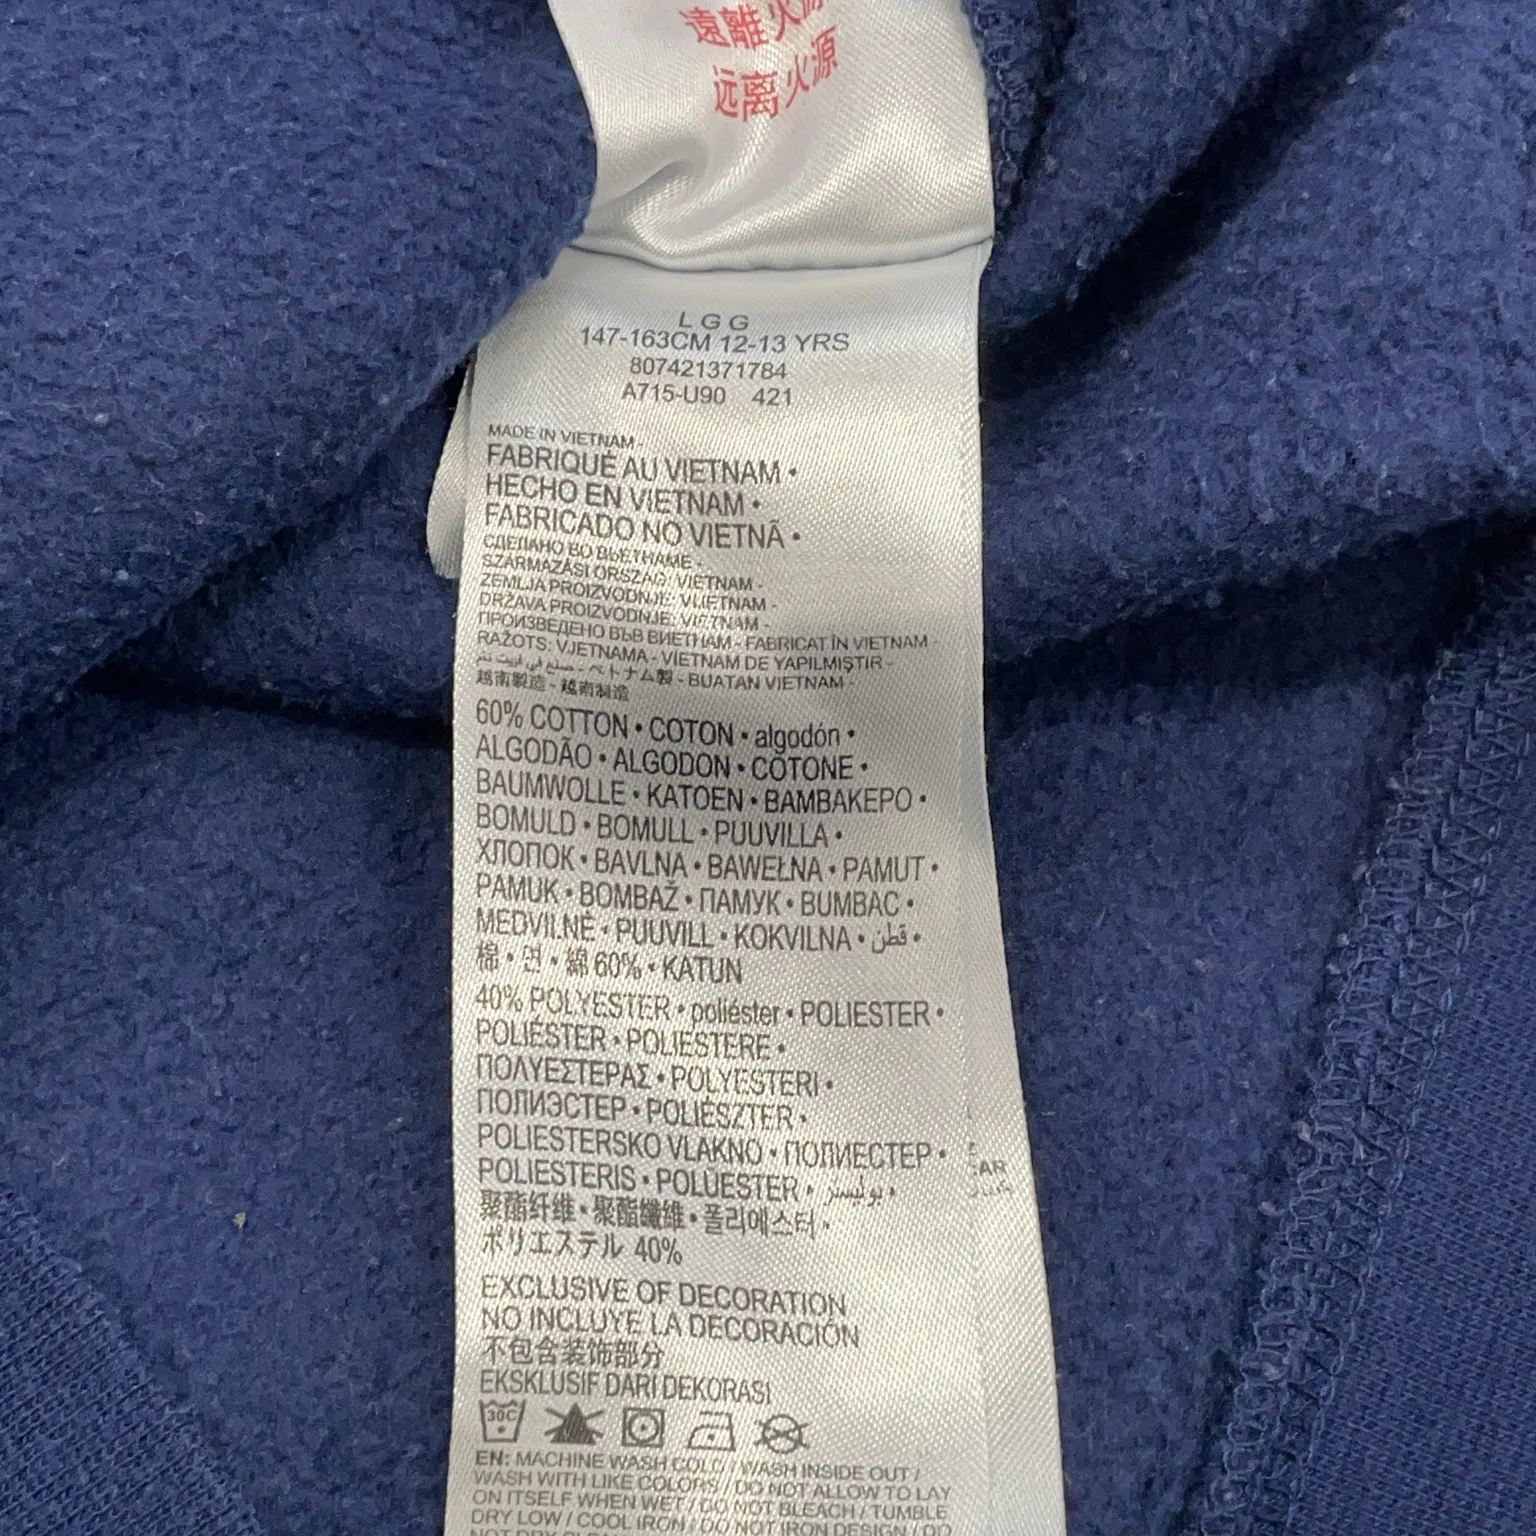 遠離火源
远离火源
L G G
147-163CM 12-13 YRS
807421371784
A715-U90 421
MADE IN VIETNAM -
FABRIQUÉ AU VIETNAM •
HECHO EN VIETNAM •
FABRICADO NO VIETNÃ •
СДЕЛАНО ВО ВЬЕТНАМЕ -
SZÁRMAZÁSI ORSZÁG: VIETNAM -
ZEMLJA PROIZVODNJE: VIJETNAM -
DRŽAVA PROIZVODNJE: VIETNAM -
ПРОИЗВЕДЕНО ВЪВ ВИЕТНАМ - FABRICAT ÎN VIETNAM -
RAŽOTS: VJETNAMA - VIETNAM DE YAPILMIŞTIR -
صنع في فييت نام - ベトナム製 - BUATAN VIETNAM -
越南製造 - 越南制造
60% COTTON • COTON • algodón •
ALGODÃO • ALGODON • COTONE •
BAUMWOLLE • KATOEN • ΒΑΜΒΑΚΕΡΟ •
BOMULD • BOMULL • PUUVILLA •
ХЛОПОК • BAVLNA • BAWEŁNA • PAMUT •
PAMUK • BOMBAŽ • ПАМУК • BUMBAC •
MEDVILNĖ • PUUVILL • KOKVILNA • قطن •
棉 • 면 • 綿 60% • KATUN
40% POLYESTER • poliéster • POLIESTER •
POLIÉSTER • POLIESTERE •
ΠΟΛΥΕΣΤΕΡΑΣ • POLYESTERI •
ПОЛИЭСТЕР • POLIÉSZTER •
POLIESTERSKO VLAKNO • ПОЛИЕСТЕР •
POLIESTERIS • POLÜESTER • بوليستر •
聚酯纤维 • 聚酯纖維 • 폴리에스터 •
ポリエステル 40%
EXCLUSIVE OF DECORATION
NO INCLUYE LA DECORACIÓN
不包含装饰部分
EKSKLUSIF DARI DEKORASI
30C
EN: MACHINE WASH COLD / WASH INSIDE OUT /
WASH WITH LIKE COLORS / DO NOT ALLOW TO LAY
ON ITSELF WHEN WET / DO NOT BLEACH / TUMBLE
DRY LOW / COOL IRON / DO NOT IRON DESIGN / DO
NOT DRY